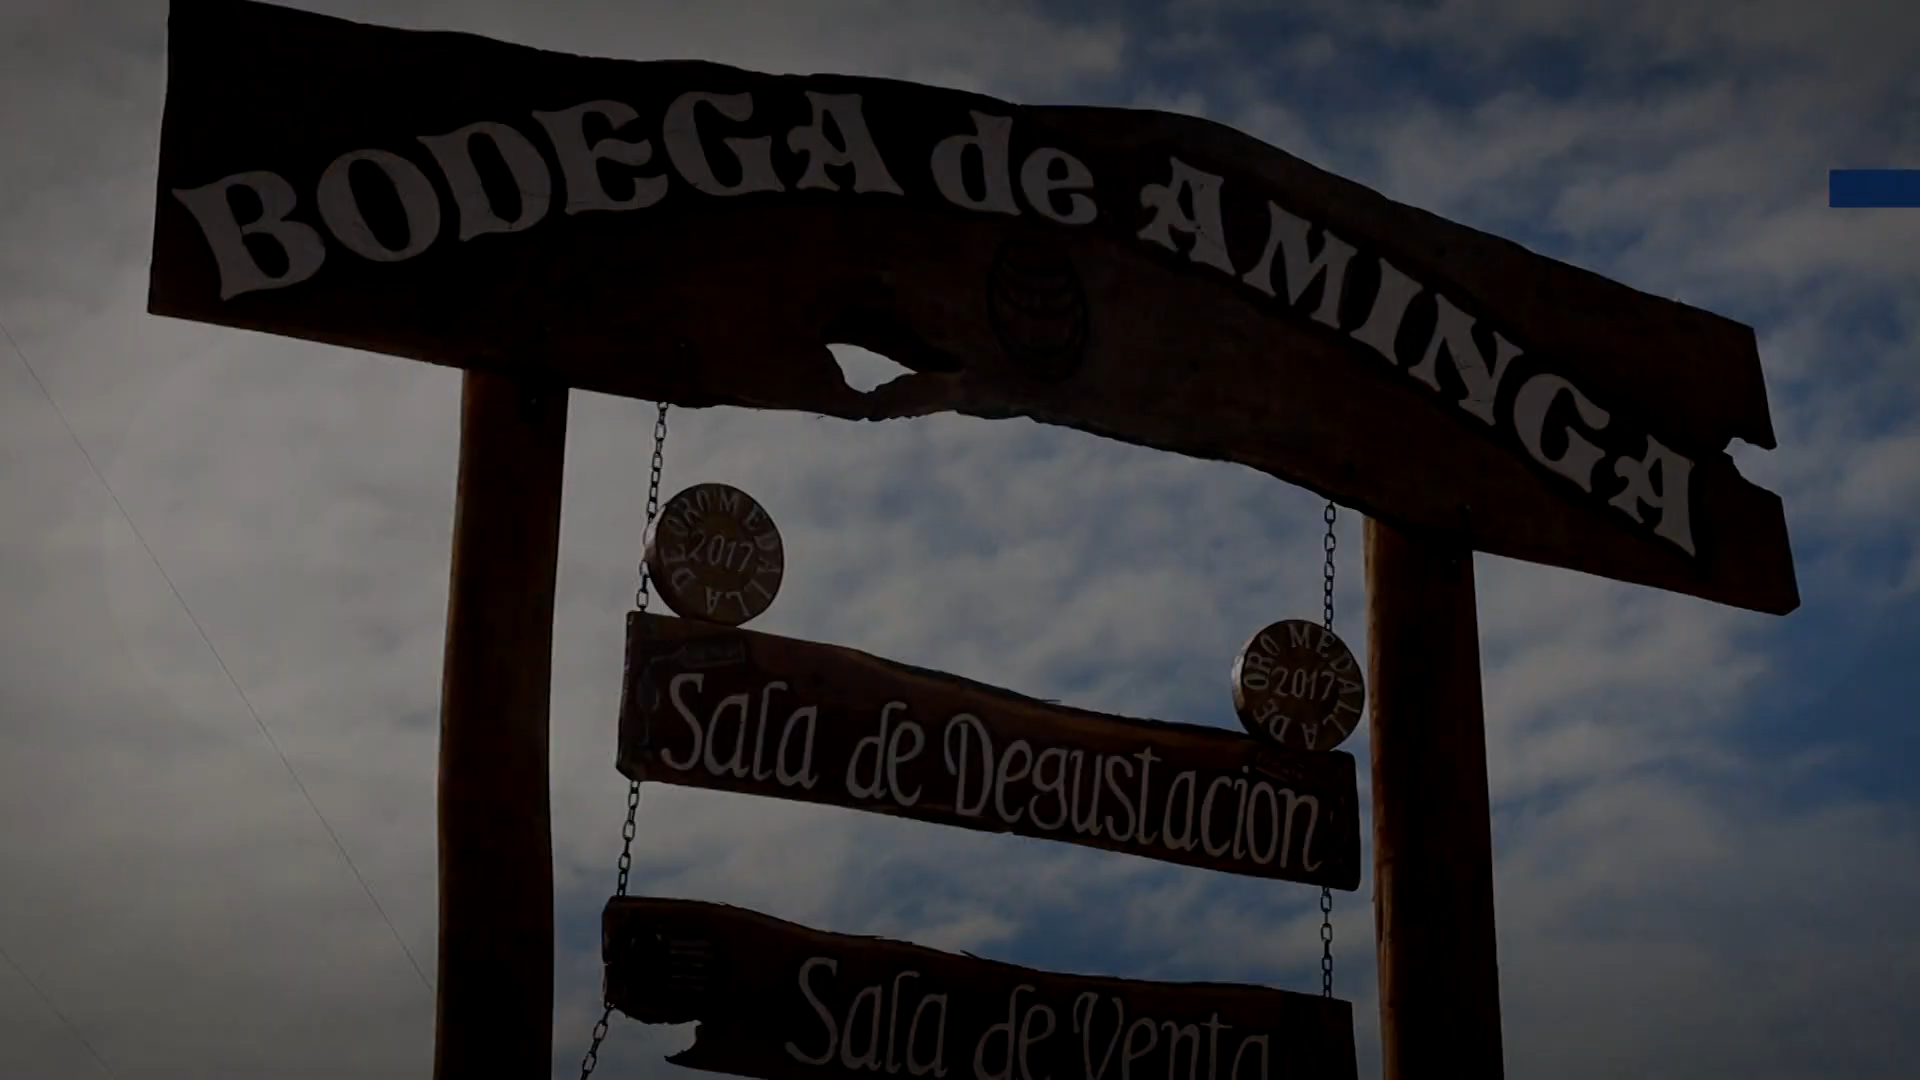 BODEGA de AMINGA
MEDALLA DE ORO
2017
MEDALLA DE ORO
2017
Sala de Degustacion
Sala de Venta